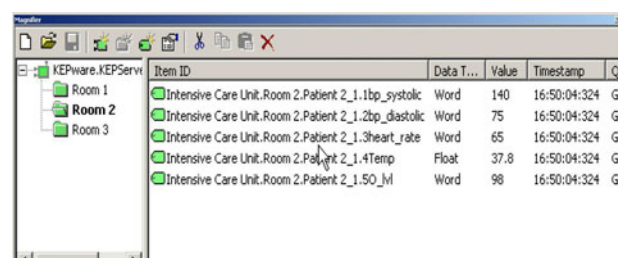 Magnifier
KEPware.KEPServe
Room 1
Room 2
Room 3
Item ID Data T... Value Timestamp Q
Intensive Care Unit.Room 2.Patient 2_1.1bp_systolic Word 140 16:50:04:324 G
Intensive Care Unit.Room 2.Patient 2_1.2bp_diastolic Word 75 16:50:04:324 G
Intensive Care Unit.Room 2.Patient 2_1.3heart_rate Word 65 16:50:04:324 G
Intensive Care Unit.Room 2.Patient 2_1.4Temp Float 37.8 16:50:04:324 G
Intensive Care Unit.Room 2.Patient 2_1.5O_lvl Word 98 16:50:04:324 G